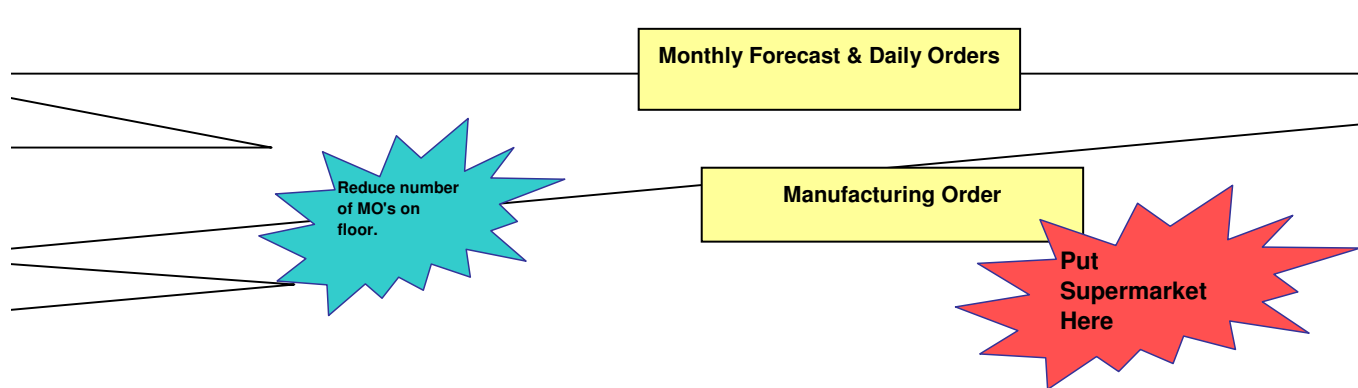 Monthly Forecast & Daily Orders
Reduce number
of MO's on
floor.
Manufacturing Order
Put
Supermarket
Here